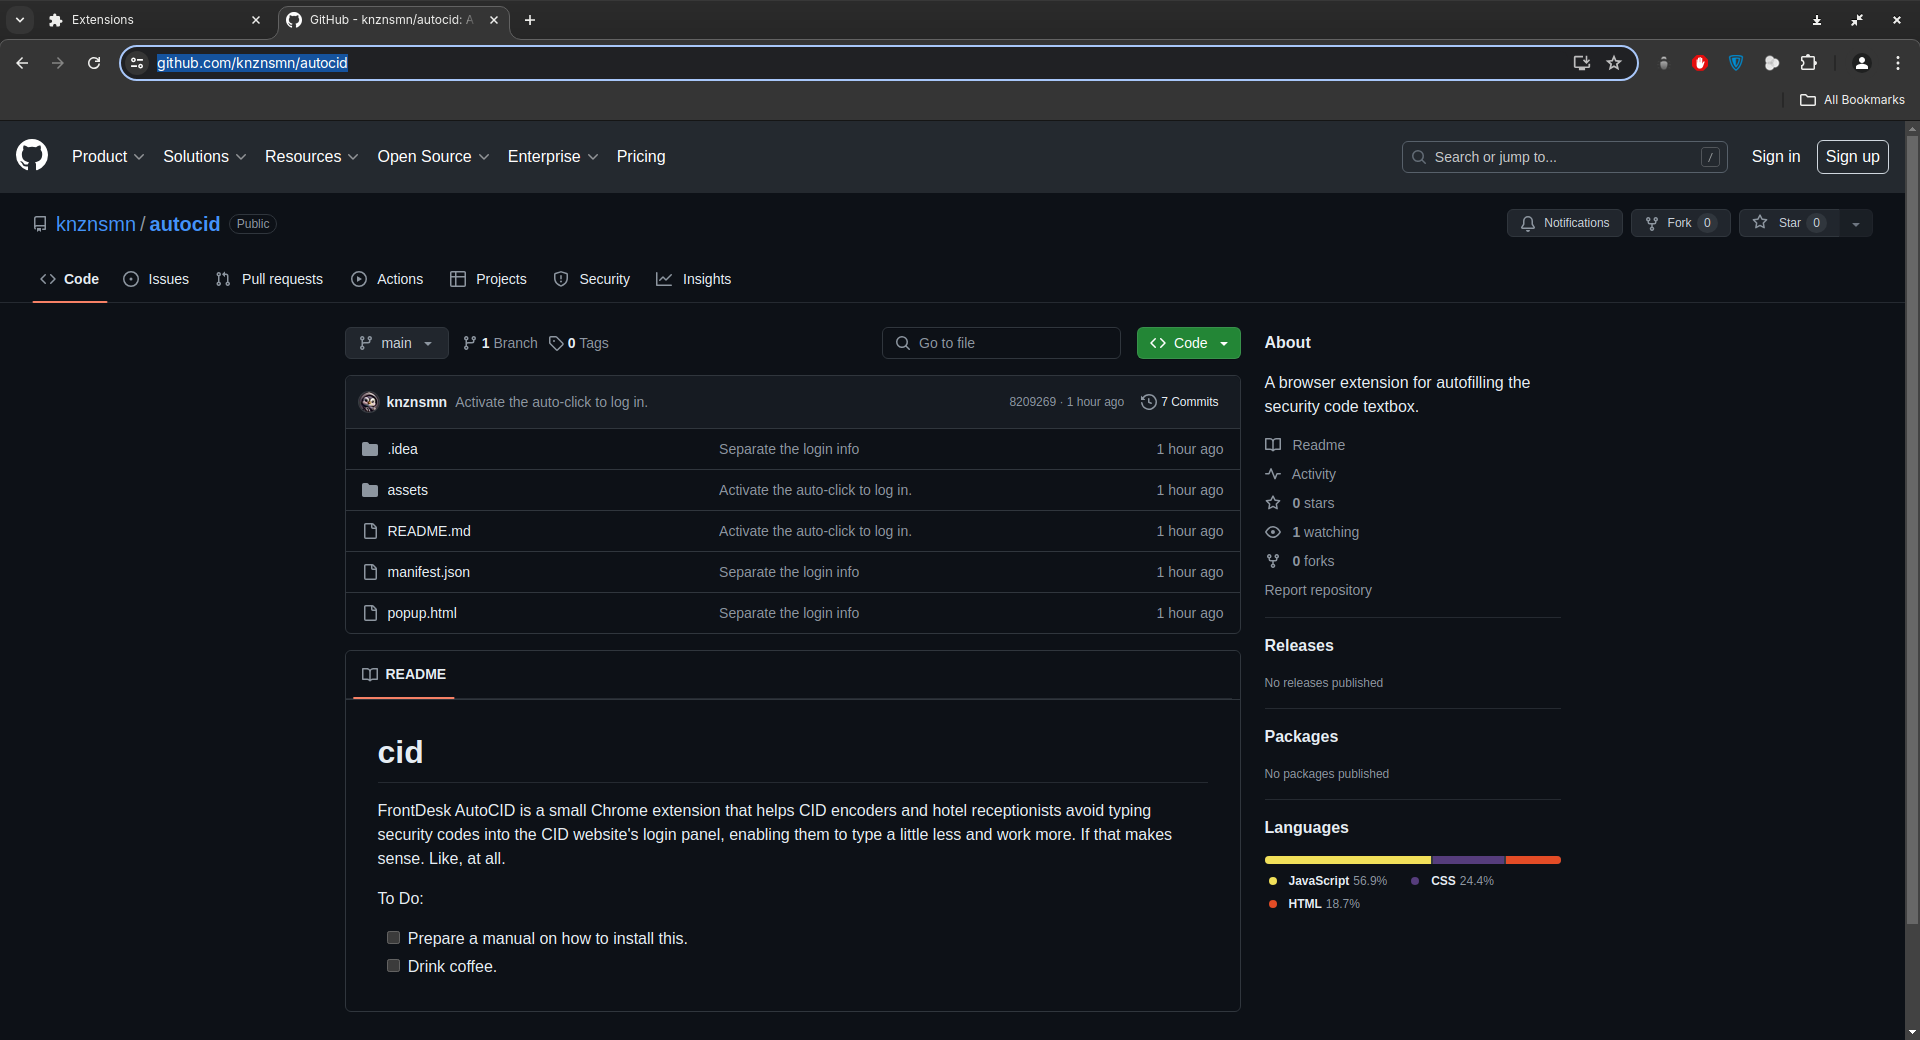 Extensions
GitHub - knznsmn/autocid: A
github.com/knznsmn/autocid
All Bookmarks
Product Solutions Resources Open Source Enterprise Pricing
Search or jump to... /
Sign in
Sign up
knznsmn / autocid Public
Notifications
Fork 0
Star 0
Code Issues Pull requests Actions Projects Security Insights
main 1 Branch 0 Tags
Go to file
Code
knznsmn Activate the auto-click to log in. 8209269 · 1 hour ago 7 Commits
.idea Separate the login info 1 hour ago
assets Activate the auto-click to log in. 1 hour ago
README.md Activate the auto-click to log in. 1 hour ago
manifest.json Separate the login info 1 hour ago
popup.html Separate the login info 1 hour ago
README
cid
FrontDesk AutoCID is a small Chrome extension that helps CID encoders and hotel receptionists avoid typing
security codes into the CID website's login panel, enabling them to type a little less and work more. If that makes
sense. Like, at all.
To Do:
Prepare a manual on how to install this.
Drink coffee.
About
A browser extension for autofilling the
security code textbox.
Readme
Activity
0 stars
1 watching
0 forks
Report repository
Releases
No releases published
Packages
No packages published
Languages
JavaScript 56.9% CSS 24.4%
HTML 18.7%